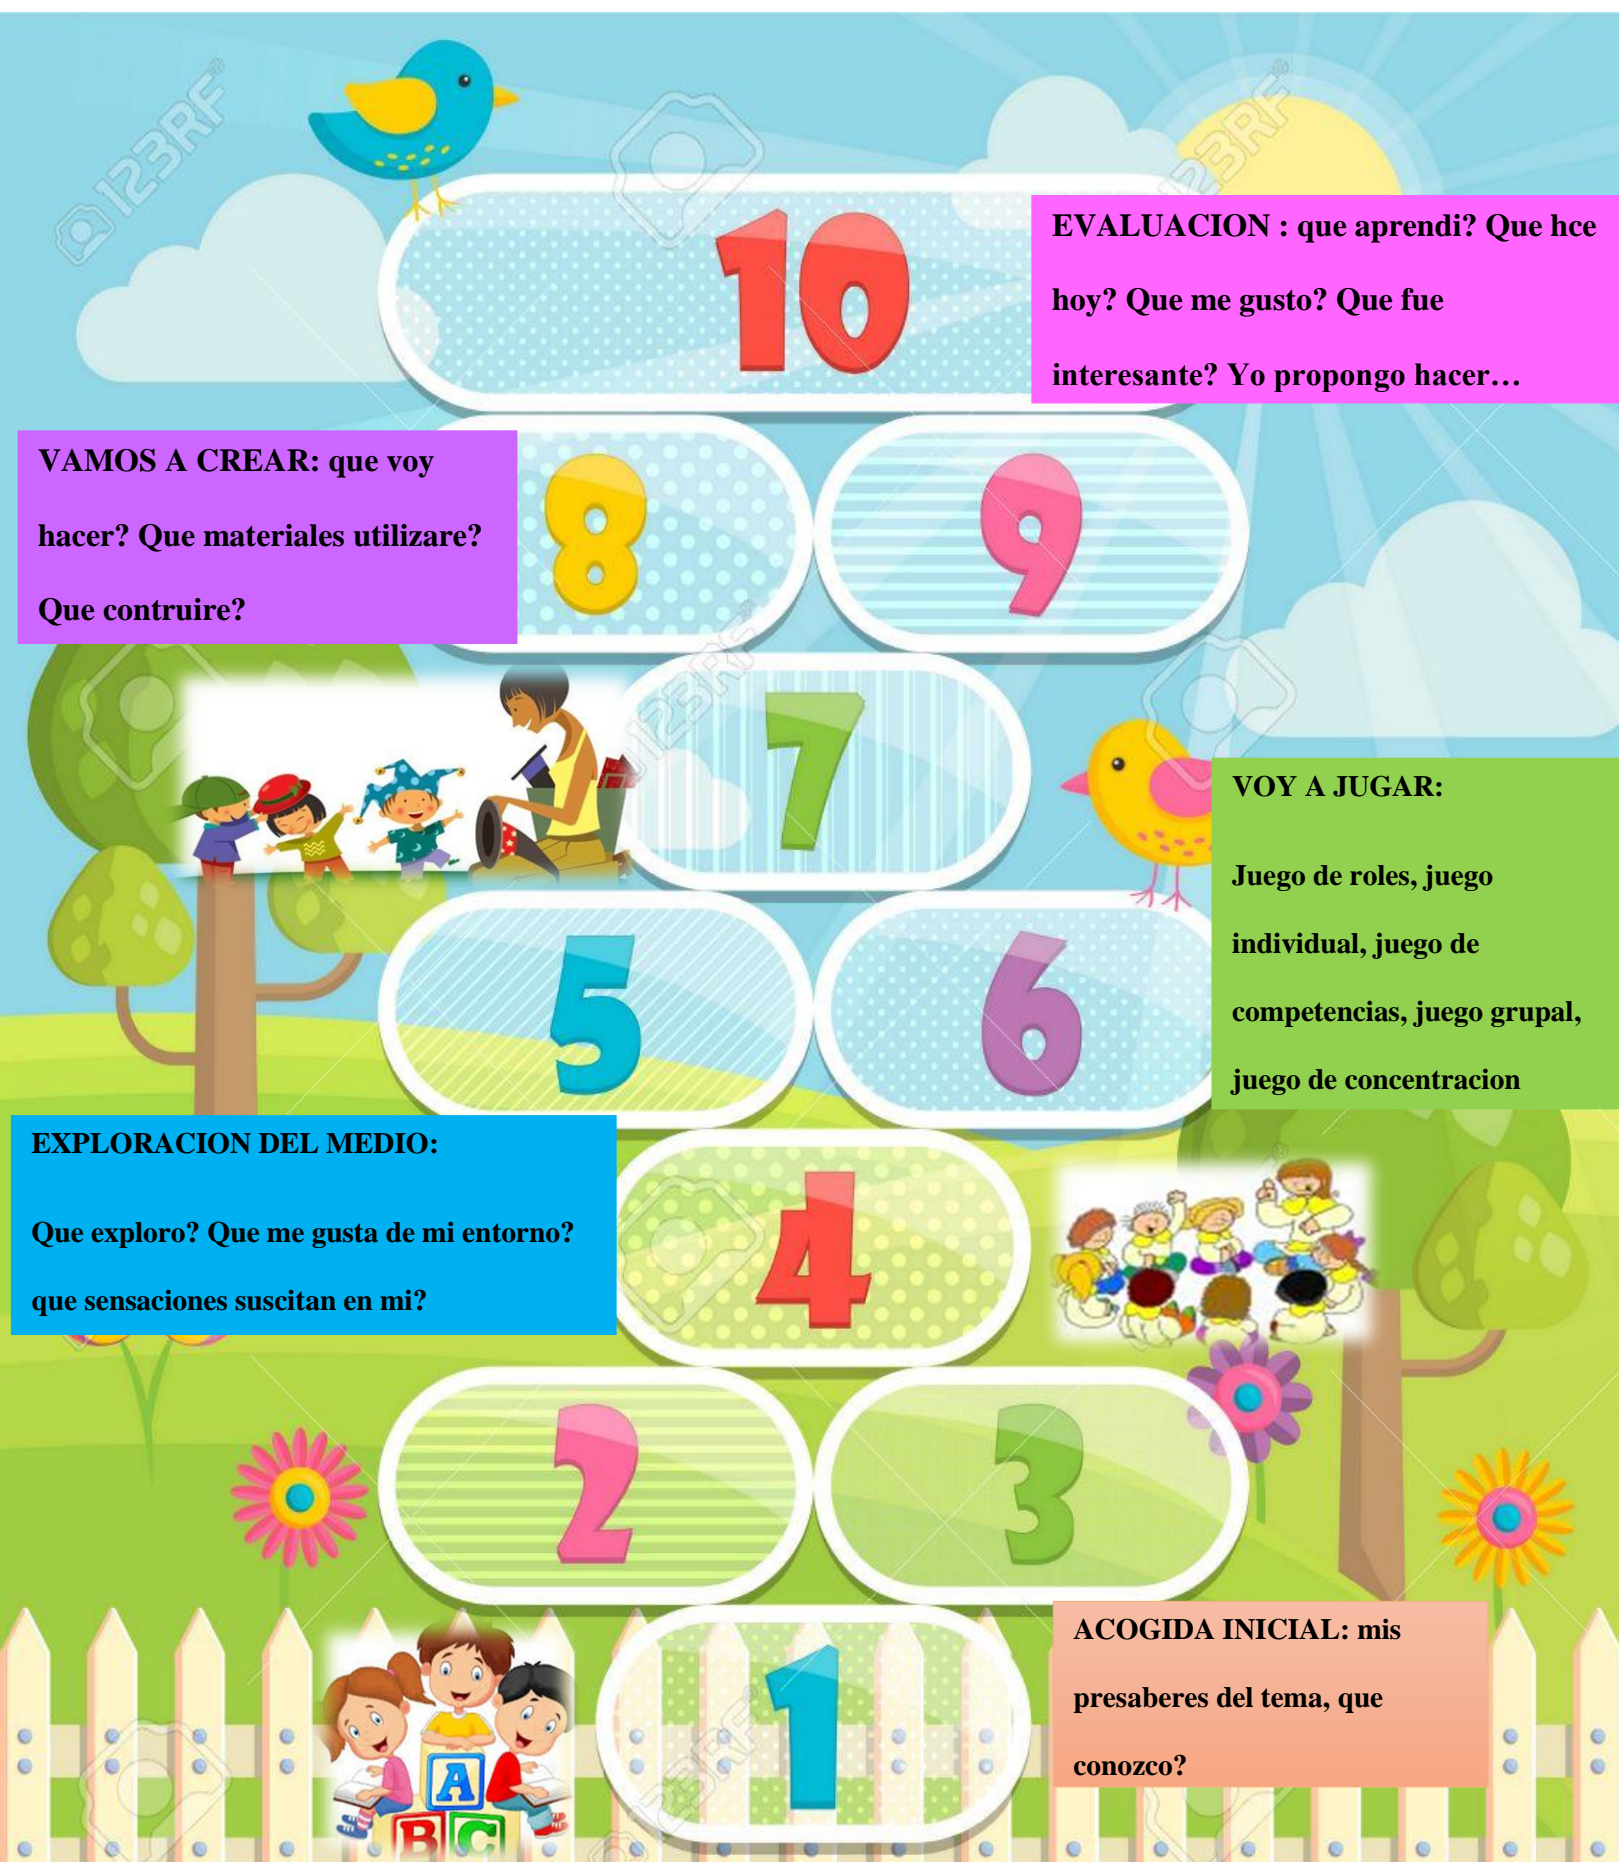 10
EVALUACION : que aprendi? Que hce
hoy? Que me gusto? Que fue
interesante? Yo propongo hacer…
VAMOS A CREAR: que voy
hacer? Que materiales utilizare?
Que contruire?
8
9
7
VOY A JUGAR:
Juego de roles, juego
individual, juego de
competencias, juego grupal,
juego de concentracion
5
6
EXPLORACION DEL MEDIO:
Que exploro? Que me gusta de mi entorno?
que sensaciones suscitan en mi?
4
2
3
1
ACOGIDA INICIAL: mis
presaberes del tema, que
conozco?
A
B C
123RF
123RF
123RF
123RF
123RF